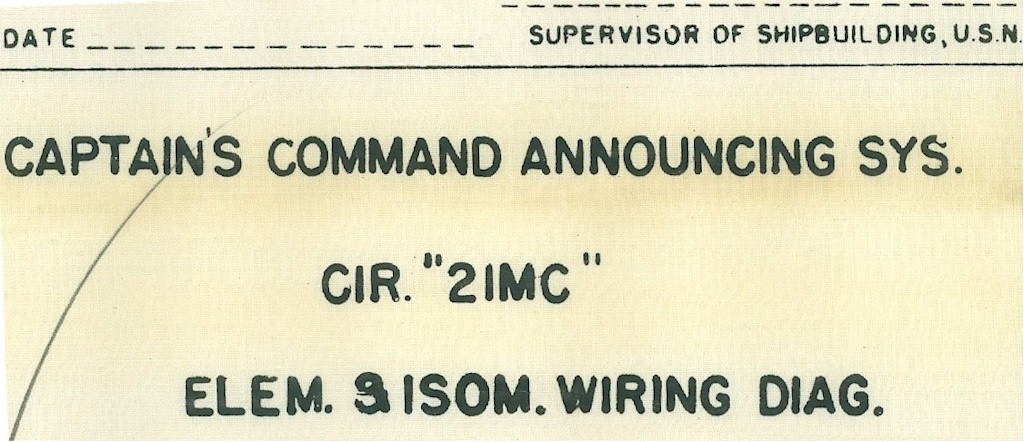 DATE SUPERVISOR OF SHIPBUILDING, U.S.N.
CAPTAIN'S COMMAND ANNOUNCING SYS.
CIR. "21MC"
ELEM. & ISOM. WIRING DIAG.